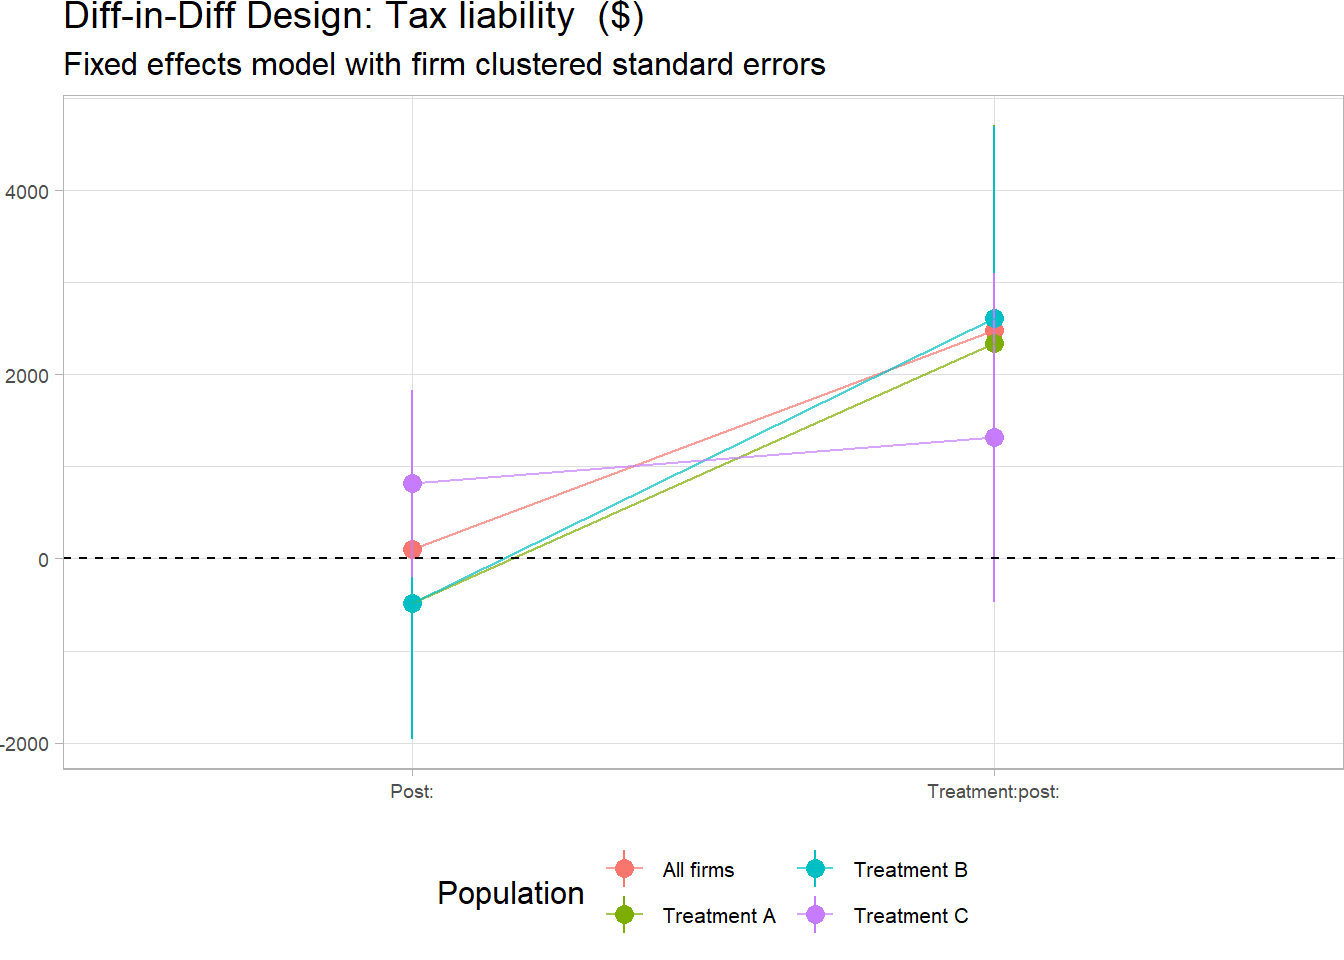 Diff-in-Diff Design: Tax liability  ($)
Fixed effects model with firm clustered standard errors
4000
2000
0
-2000
Post:
Treatment:post:
Population
All firms
Treatment A
Treatment B
Treatment C